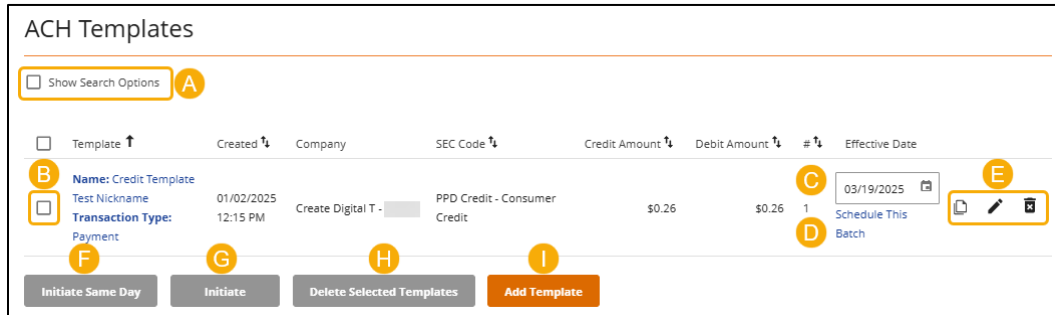 ACH Templates
Show Search Options A
Template Created Company SEC Code Credit Amount Debit Amount # Effective Date
B Name: Credit Template C E
Test Nickname 01/02/2025 PPD Credit - Consumer 03/19/2025
Transaction Type: 12:15 PM Create Digital T - Credit $0.26 $0.26 1 Schedule This
Payment D Batch
F G H I
Initiate Same Day Initiate Delete Selected Templates Add Template